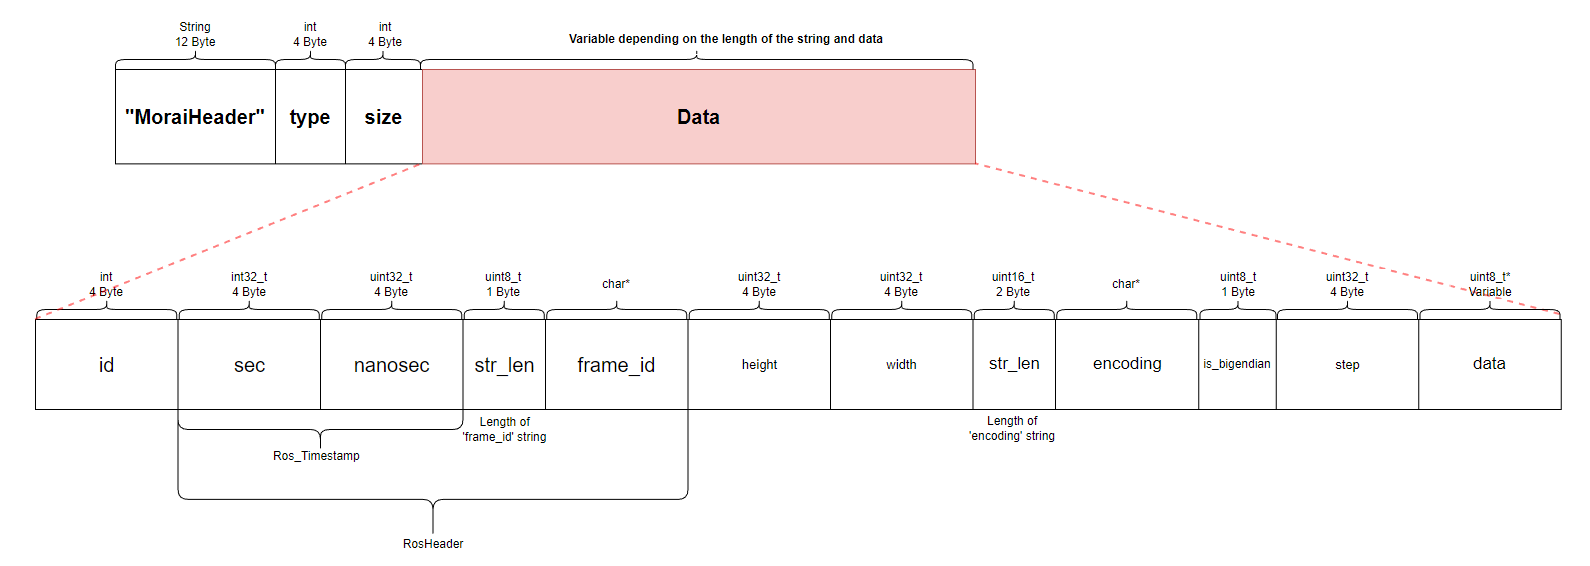 String
12 Byte
int
4 Byte
int
4 Byte
Variable depending on the length of the string and data
"MoraiHeader"
type
size
Data
int
4 Byte
int32_t
4 Byte
uint32_t
4 Byte
uint8_t
1 Byte
char*
uint32_t
4 Byte
uint32_t
4 Byte
uint16_t
2 Byte
char*
uint8_t
1 Byte
uint32_t
4 Byte
uint8_t*
Variable
id
sec
nanosec
str_len
frame_id
height
width
str_len
encoding
is_bigendian
step
data
Length of
'frame_id' string
Length of
'encoding' string
Ros_Timestamp
RosHeader